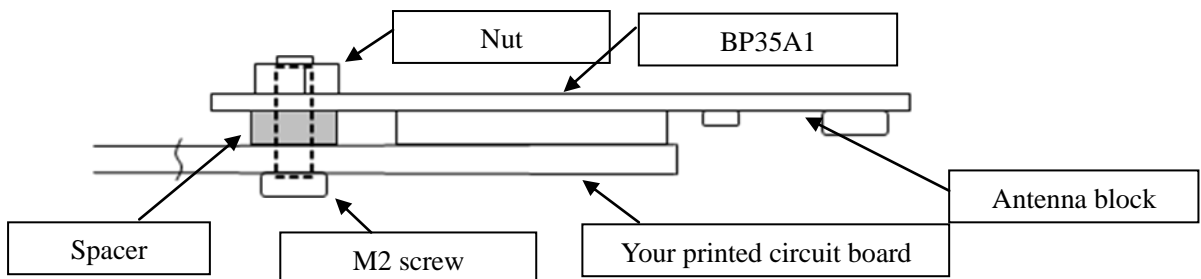 Nut
BP35A1
Antenna block
Spacer
M2 screw
Your printed circuit board